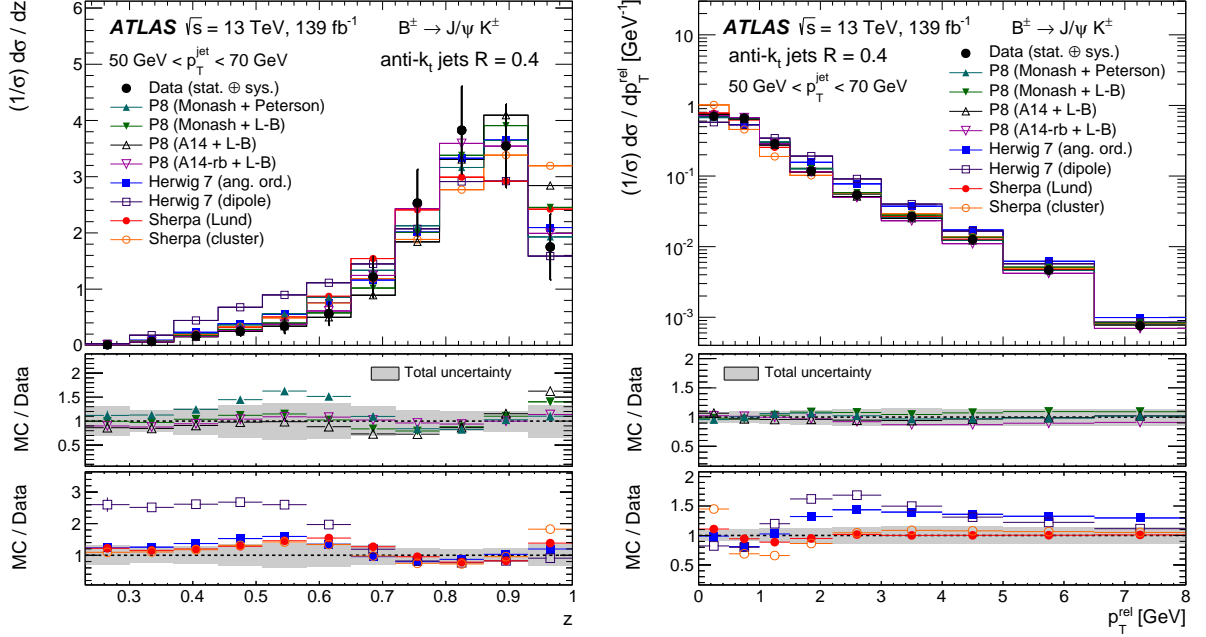 (1/σ) dσ / dz
6
5
4
3
2
1
0
ATLAS √s = 13 TeV, 139 fb⁻¹ B± → J/ψ K±
50 GeV < p_T^jet < 70 GeV anti-k_t jets R = 0.4
Data (stat. ⊕ sys.)
P8 (Monash + Peterson)
P8 (Monash + L-B)
P8 (A14 + L-B)
P8 (A14-rb + L-B)
Herwig 7 (ang. ord.)
Herwig 7 (dipole)
Sherpa (Lund)
Sherpa (cluster)
MC / Data
2
1.5
1
0.5
Total uncertainty
MC / Data
3
2
1
0.3 0.4 0.5 0.6 0.7 0.8 0.9 1
z
(1/σ) dσ / dp_T^rel [GeV⁻¹]
10
1
10⁻¹
10⁻²
10⁻³
ATLAS √s = 13 TeV, 139 fb⁻¹ B± → J/ψ K±
anti-k_t jets R = 0.4
50 GeV < p_T^jet < 70 GeV
Data (stat. ⊕ sys.)
P8 (Monash + Peterson)
P8 (Monash + L-B)
P8 (A14 + L-B)
P8 (A14-rb + L-B)
Herwig 7 (ang. ord.)
Herwig 7 (dipole)
Sherpa (Lund)
Sherpa (cluster)
MC / Data
2
1.5
1
0.5
Total uncertainty
MC / Data
2
1.5
1
0.5
0 1 2 3 4 5 6 7 8
p_T^rel [GeV]